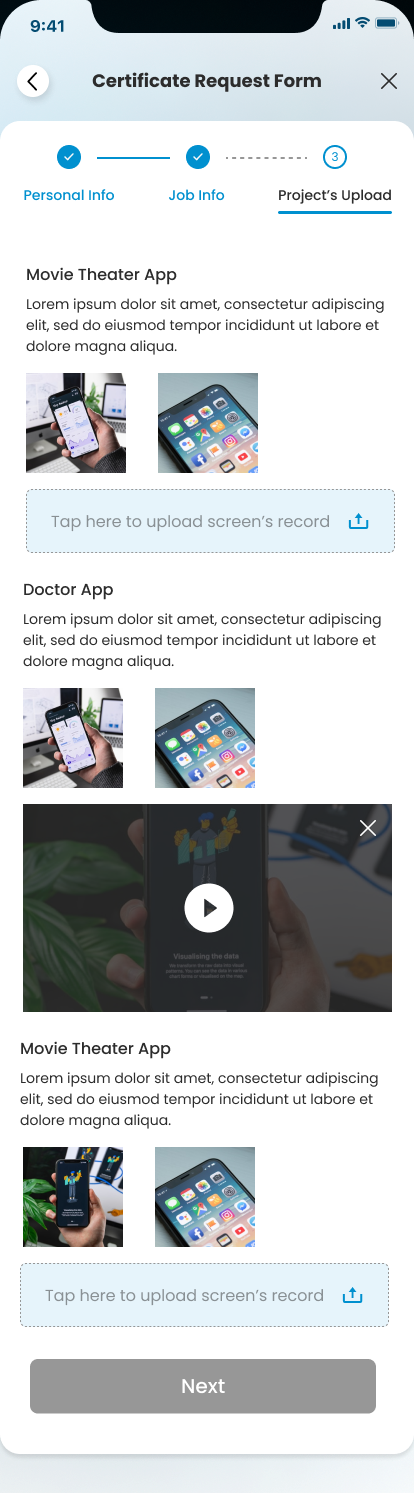 9:41
Certificate Request Form
3
Personal Info
Job Info
Project's Upload
Movie Theater App
Lorem ipsum dolor sit amet, consectetur adipiscing
elit, sed do eiusmod tempor incididunt ut labore et
dolore magna aliqua.
Tap here to upload screen's record
Doctor App
Lorem ipsum dolor sit amet, consectetur adipiscing
elit, sed do eiusmod tempor incididunt ut labore et
dolore magna aliqua.
Visualising the data
Movie Theater App
Lorem ipsum dolor sit amet, consectetur adipiscing
elit, sed do eiusmod tempor incididunt ut labore et
dolore magna aliqua.
Tap here to upload screen's record
Next